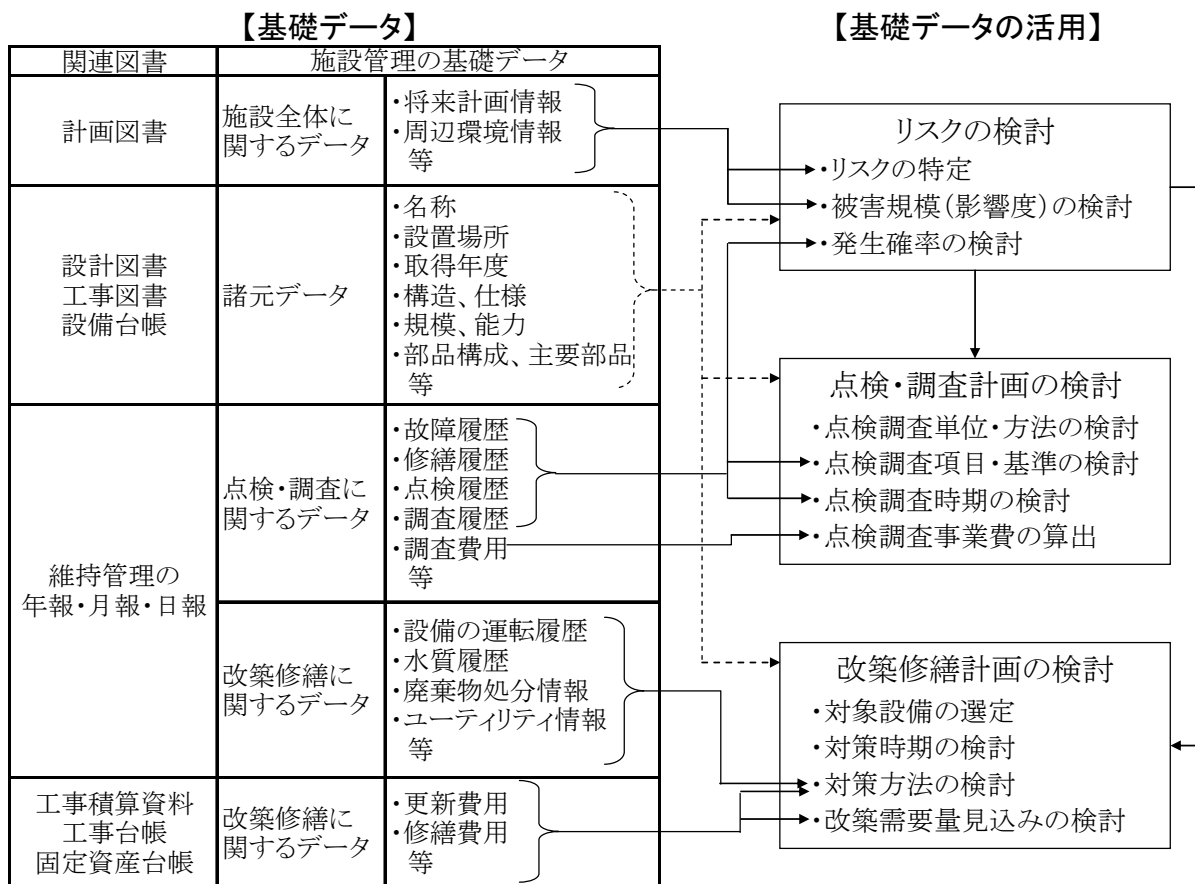 【基礎データ】
【基礎データの活用】
関連図書
施設管理の基礎データ
計画図書
施設全体に
関するデータ
・将来計画情報
・周辺環境情報
等
設計図書
工事図書
設備台帳
諸元データ
・名称
・設置場所
・取得年度
・構造、仕様
・規模、能力
・部品構成、主要部品
等
維持管理の
年報・月報・日報
点検・調査に
関するデータ
・故障履歴
・修繕履歴
・点検履歴
・調査履歴
・調査費用
等
改築修繕に
関するデータ
・設備の運転履歴
・水質履歴
・廃棄物処分情報
・ユーティリティ情報
等
工事積算資料
工事台帳
固定資産台帳
改築修繕に
関するデータ
・更新費用
・修繕費用
等
リスクの検討
・リスクの特定
・被害規模(影響度)の検討
・発生確率の検討
点検・調査計画の検討
・点検調査単位・方法の検討
・点検調査項目・基準の検討
・点検調査時期の検討
・点検調査事業費の算出
改築修繕計画の検討
・対象設備の選定
・対策時期の検討
・対策方法の検討
・改築需要量見込みの検討